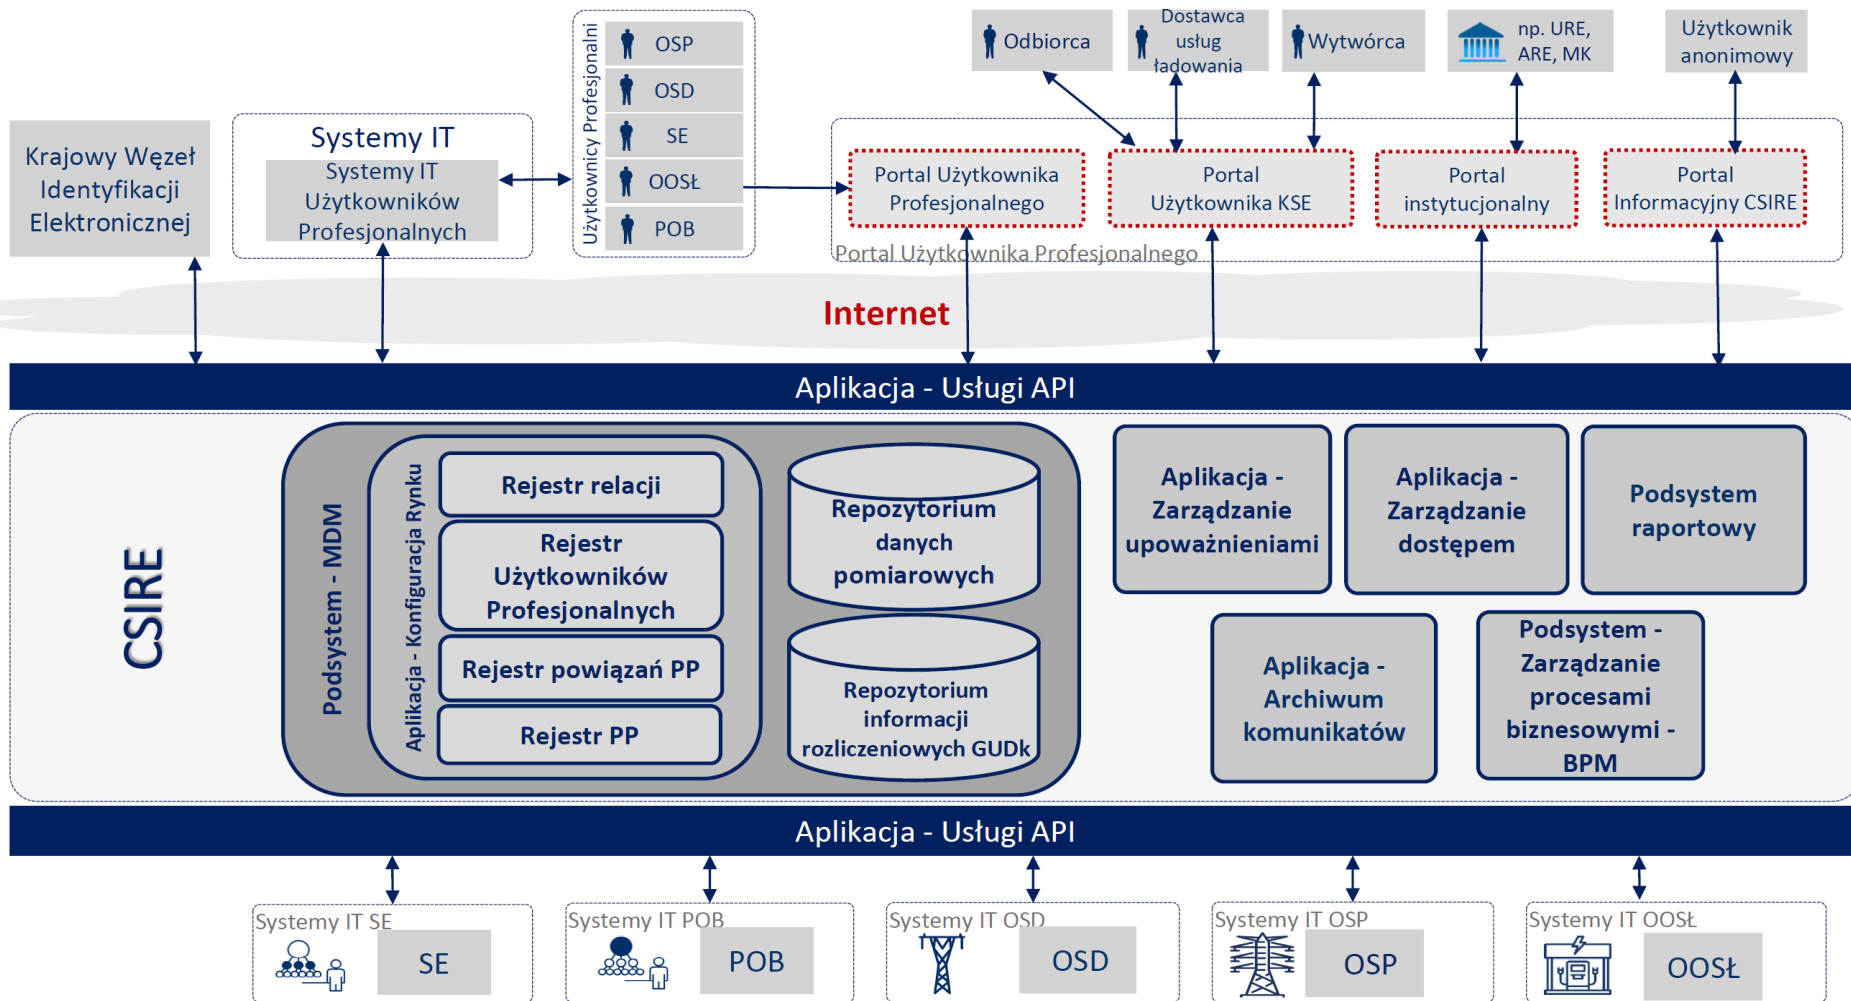 Krajowy Węzeł
Identyfikacji
Elektronicznej
Systemy IT
Systemy IT
Użytkowników
Profesjonalnych
Użytkownicy Profesjonalni
OSP
OSD
SE
OOSŁ
POB
Odbiorca
Dostawca
usług
ładowania
Wytwórca
np. URE,
ARE, MK
Użytkownik
anonimowy
Portal Użytkownika
Profesjonalnego
Portal
Użytkownika KSE
Portal
instytucjonalny
Portal
Informacyjny CSIRE
Portal Użytkownika Profesjonalnego
Internet
Aplikacja - Usługi API
CSIRE
Podsystem - MDM
Aplikacja - Konfiguracja Rynku
Rejestr relacji
Rejestr
Użytkowników
Profesjonalnych
Rejestr powiązań PP
Rejestr PP
Repozytorium
danych
pomiarowych
Repozytorium
informacji
rozliczeniowych GUDk
Aplikacja -
Zarządzanie
upoważnieniami
Aplikacja -
Zarządzanie
dostępem
Podsystem
raportowy
Aplikacja -
Archiwum
komunikatów
Podsystem -
Zarządzanie
procesami
biznesowymi -
BPM
Aplikacja - Usługi API
Systemy IT SE
SE
Systemy IT POB
POB
Systemy IT OSD
OSD
Systemy IT OSP
OSP
Systemy IT OOSŁ
OOSŁ